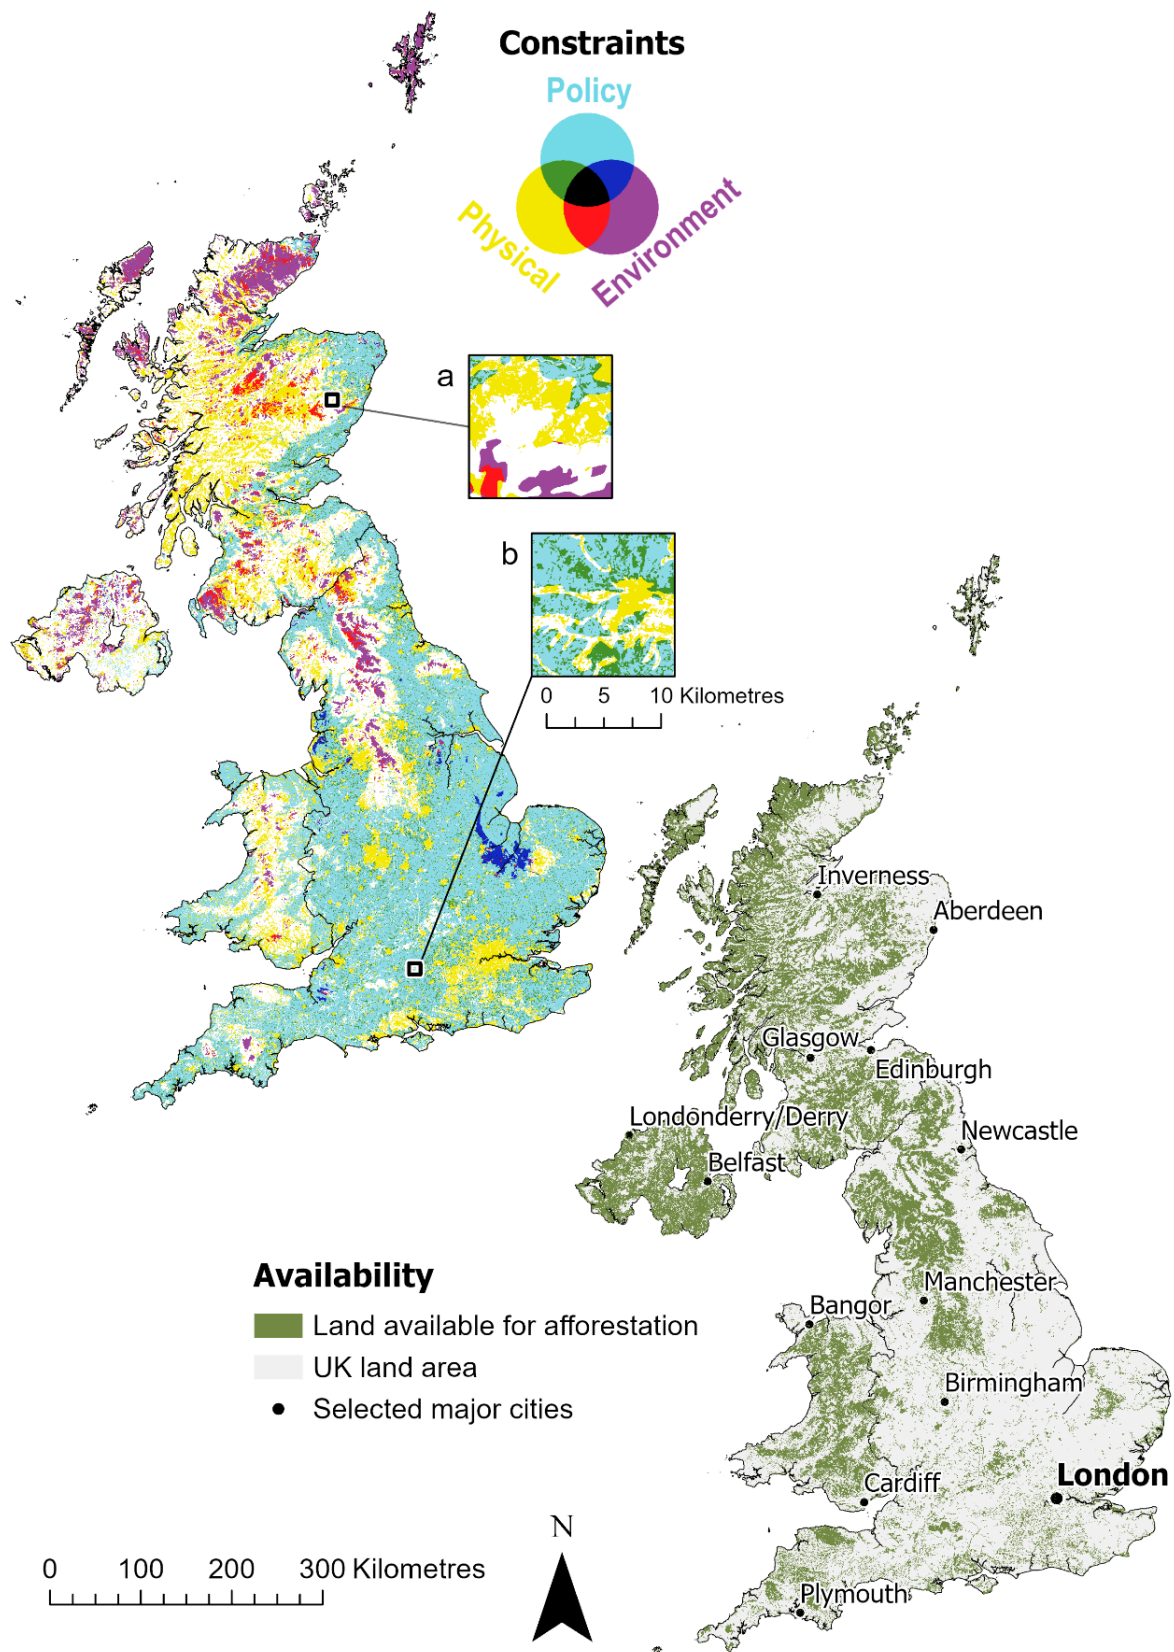 Constraints
Policy
Physical
Environment
a
b
0 5 10 Kilometres
Inverness
Aberdeen
Glasgow
Edinburgh
Londonderry/Derry
Newcastle
Belfast
Availability
Land available for afforestation
UK land area
Selected major cities
Manchester
Bangor
Birmingham
London
Cardiff
Plymouth
N
0 100 200 300 Kilometres